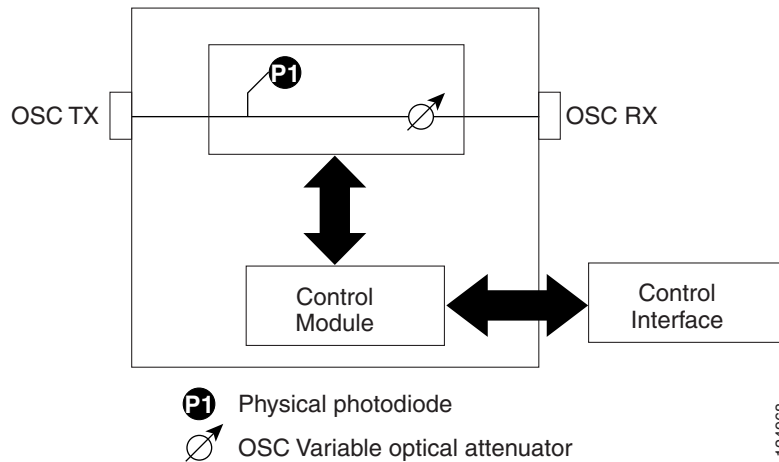 P1
OSC TX
OSC RX
Control
Module
Control
Interface
P1 Physical photodiode
OSC Variable optical attenuator